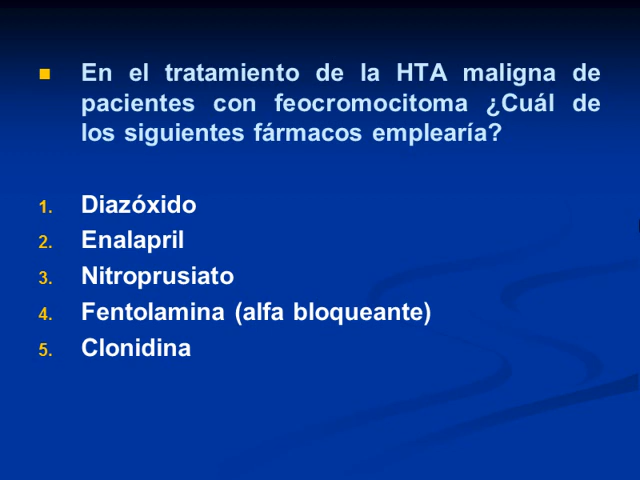 En el tratamiento de la HTA maligna de
pacientes con feocromocitoma ¿Cuál de
los siguientes fármacos emplearía?
1. Diazóxido
2. Enalapril
3. Nitroprusiato
4. Fentolamina (alfa bloqueante)
5. Clonidina